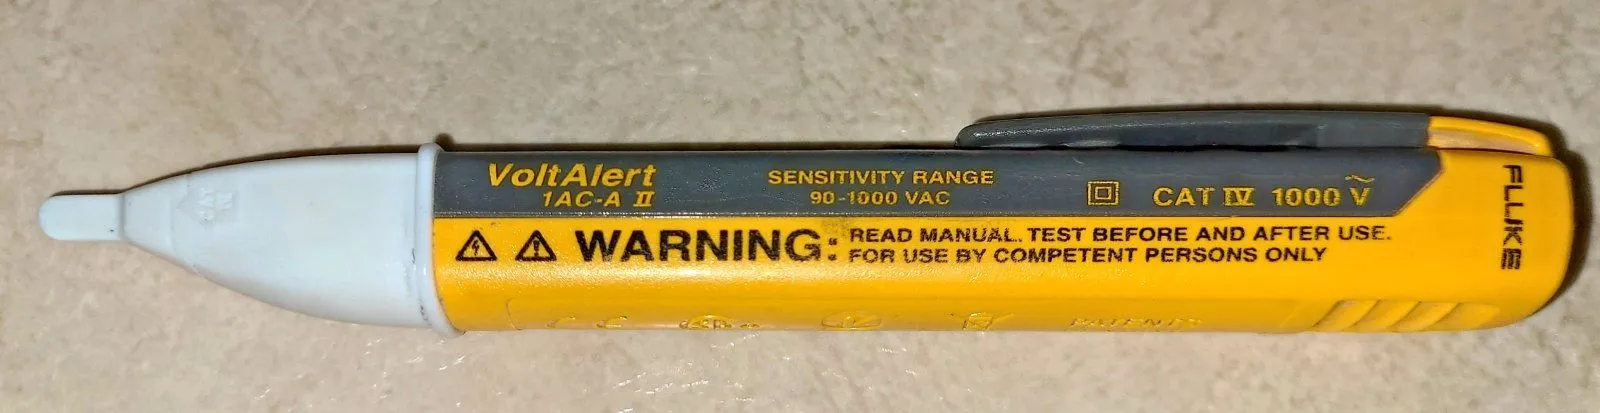 VoltAlert
1AC-A II
SENSITIVITY RANGE
90-1000 VAC
CAT IV 1000 V
WARNING:
READ MANUAL. TEST BEFORE AND AFTER USE.
FOR USE BY COMPETENT PERSONS ONLY
FLUKE